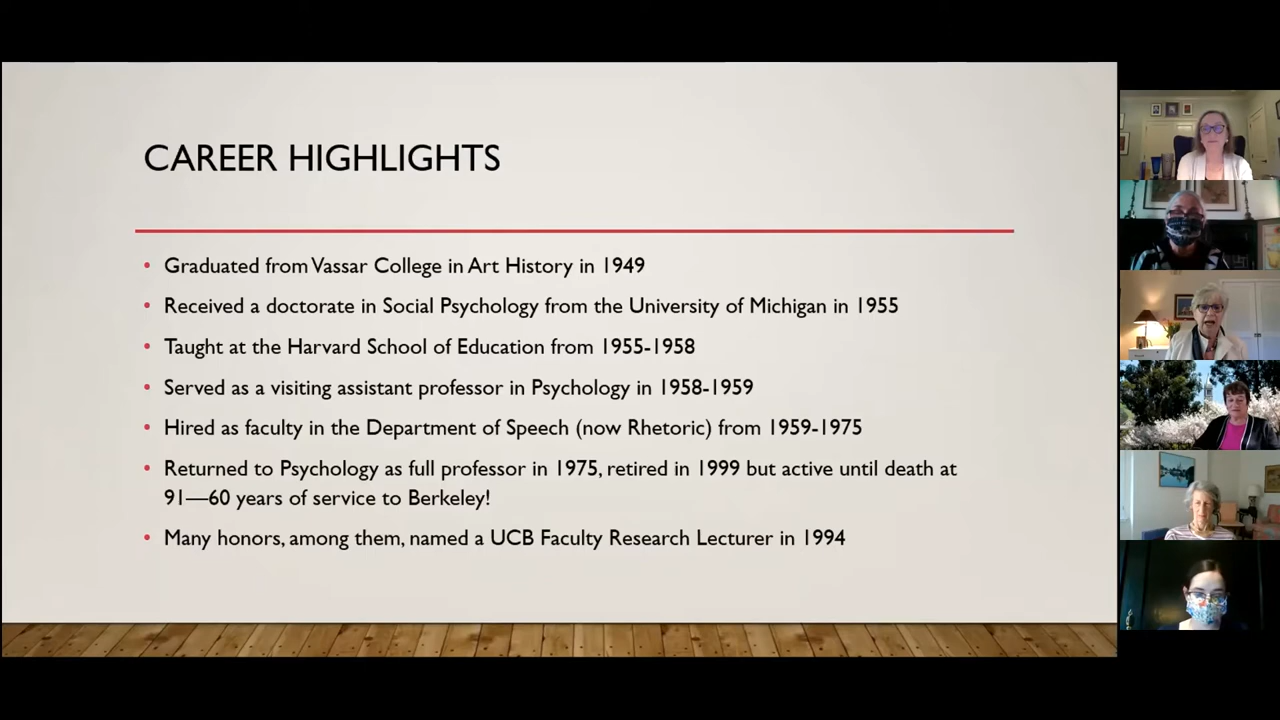 CAREER HIGHLIGHTS
• Graduated from Vassar College in Art History in 1949
• Received a doctorate in Social Psychology from the University of Michigan in 1955
• Taught at the Harvard School of Education from 1955-1958
• Served as a visiting assistant professor in Psychology in 1958-1959
• Hired as faculty in the Department of Speech (now Rhetoric) from 1959-1975
• Returned to Psychology as full professor in 1975, retired in 1999 but active until death at
91—60 years of service to Berkeley!
• Many honors, among them, named a UCB Faculty Research Lecturer in 1994